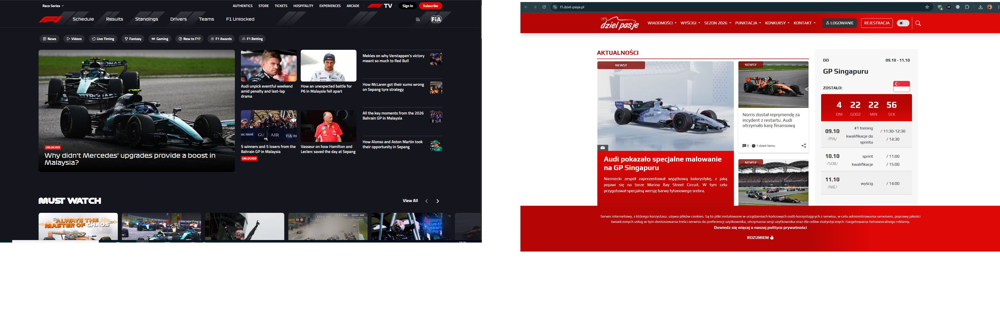 Race Series
AUTHENTICS STORE TICKETS HOSPITALITY EXPERIENCES ARCADE F1 TV Sign In Subscribe
F1 Schedule Results Standings Drivers Teams F1 Unlocked FIA
News Videos Live Timing Fantasy Gaming New to F1? F1 Awards F1 Betting
PETRONAS
UNLOCKED
Why didn't Mercedes' upgrades provide a boost in
Malaysia?
Audi unpick eventful weekend
amid penalty and last-lap
drama
How an unexpected battle for
P6 in Malaysia fell apart
GULF AIR
FIA
5 winners and 5 losers from the
Bahrain GP in Malaysia
UNLOCKED
Vasseur on how Hamilton and
Leclerc saved the day at Sepang
Mekies on why Verstappen's victory
meant so much to Red Bull
How McLaren got their sums wrong
on Sepang tyre strategy
All the key moments from the 2026
Bahrain GP in Malaysia
How Alonso and Aston Martin took
their opportunity in Sepang
MUST WATCH
View All
"ALWAYS THE
MASTER OF CHAOS"
GULF AIR GULF AIR
f1.dziel-pasje.pl
4
dziel pasje WIADOMOŚCI WYŚCIGI SEZON 2026 PUNKTACJA KONKURSY KONTAKT LOGOWANIE REJESTRACJA
AKTUALNOŚCI
NEWSY
Revolut
Revolut
Audi pokazało specjalne malowanie
na GP Singapuru
Niemiecki zespół zaprezentował wyjątkową kolorystykę, z jaką
pojawi się na torze Marina Bay Street Circuit. W tym celu
przygotował specjalną wersję barwy tytanowego srebra.
NEWSY
Norris dostał reprymendę za
incydent z restartu. Audi
otrzymało karę finansową
0 1 dzień temu
NEWSY
DO 09.10 - 11.10
GP Singapuru
ZOSTAŁO:
4 22 22 56
DNI GODZ MIN SEK
09.10 /PIĄ/
#1 trening / 11:30-12:30
kwalifikacje do sprintu / 14:30
10.10 /SOB/
sprint / 11:00
kwalifikacje / 15:00
11.10 /NIE/
wyścig / 14:00
Serwis internetowy, z którego korzystasz, używa plików cookies. Są to pliki instalowane w urządzeniach końcowych osób korzystających z serwisu, w celu administrowania serwisem, poprawy jakości
świadczonych usług w tym dostosowania treści serwisu do preferencji użytkownika, utrzymania sesji użytkownika oraz dla celów statystycznych i targetowania behawioralnego reklamy.
Dowiedz się więcej o naszej polityce prywatności
ROZUMIEM